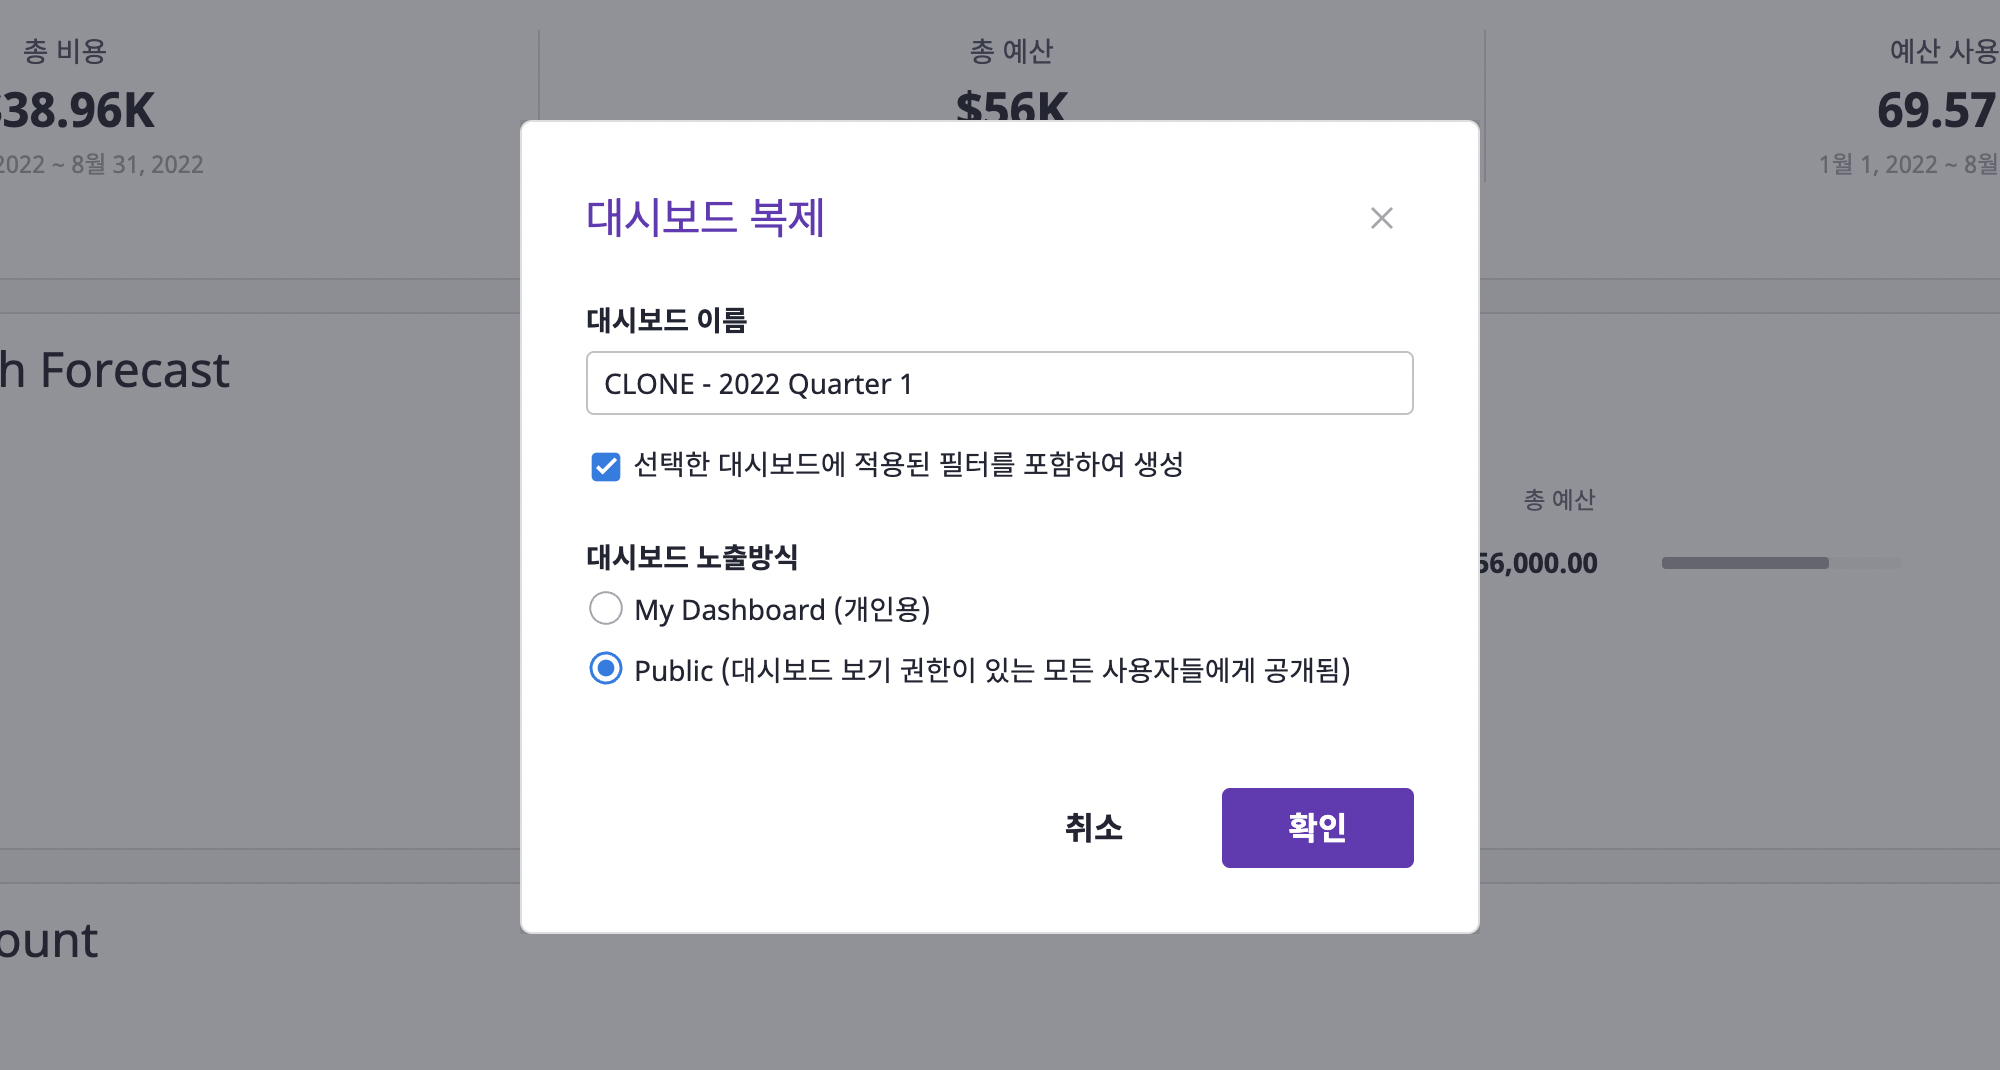 총 비용
총 예산
예산 사용
$38.96K
$56K
69.57
2022 ~ 8월 31, 2022
1월 1, 2022 ~ 8월
대시보드 복제
대시보드 이름
h Forecast
CLONE - 2022 Quarter 1
선택한 대시보드에 적용된 필터를 포함하여 생성
총 예산
대시보드 노출방식
56,000.00
My Dashboard (개인용)
Public (대시보드 보기 권한이 있는 모든 사용자들에게 공개됨)
취소
확인
ount